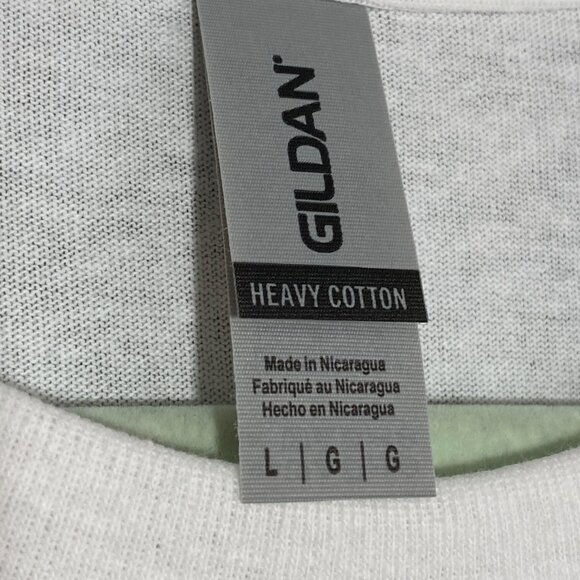 GILDAN
HEAVY COTTON
Made in Nicaragua
Fabriqué au Nicaragua
Hecho en Nicaragua
L | G | G